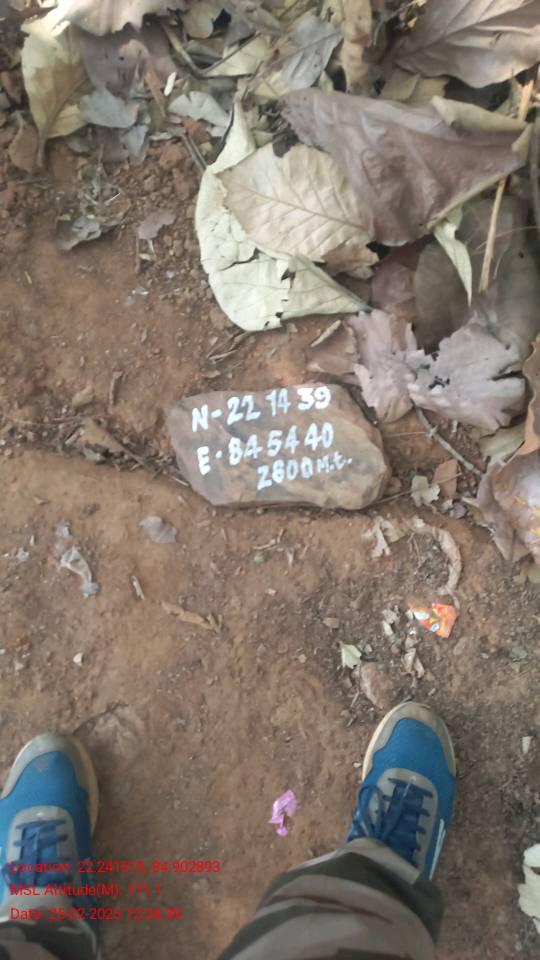 N-22 14 39
E-84 54 40
2800 M.t.
Location: 22.241515, 84.902893
MSL Altitude(M): 171.1
Date: 25-02-2025 12:34:39